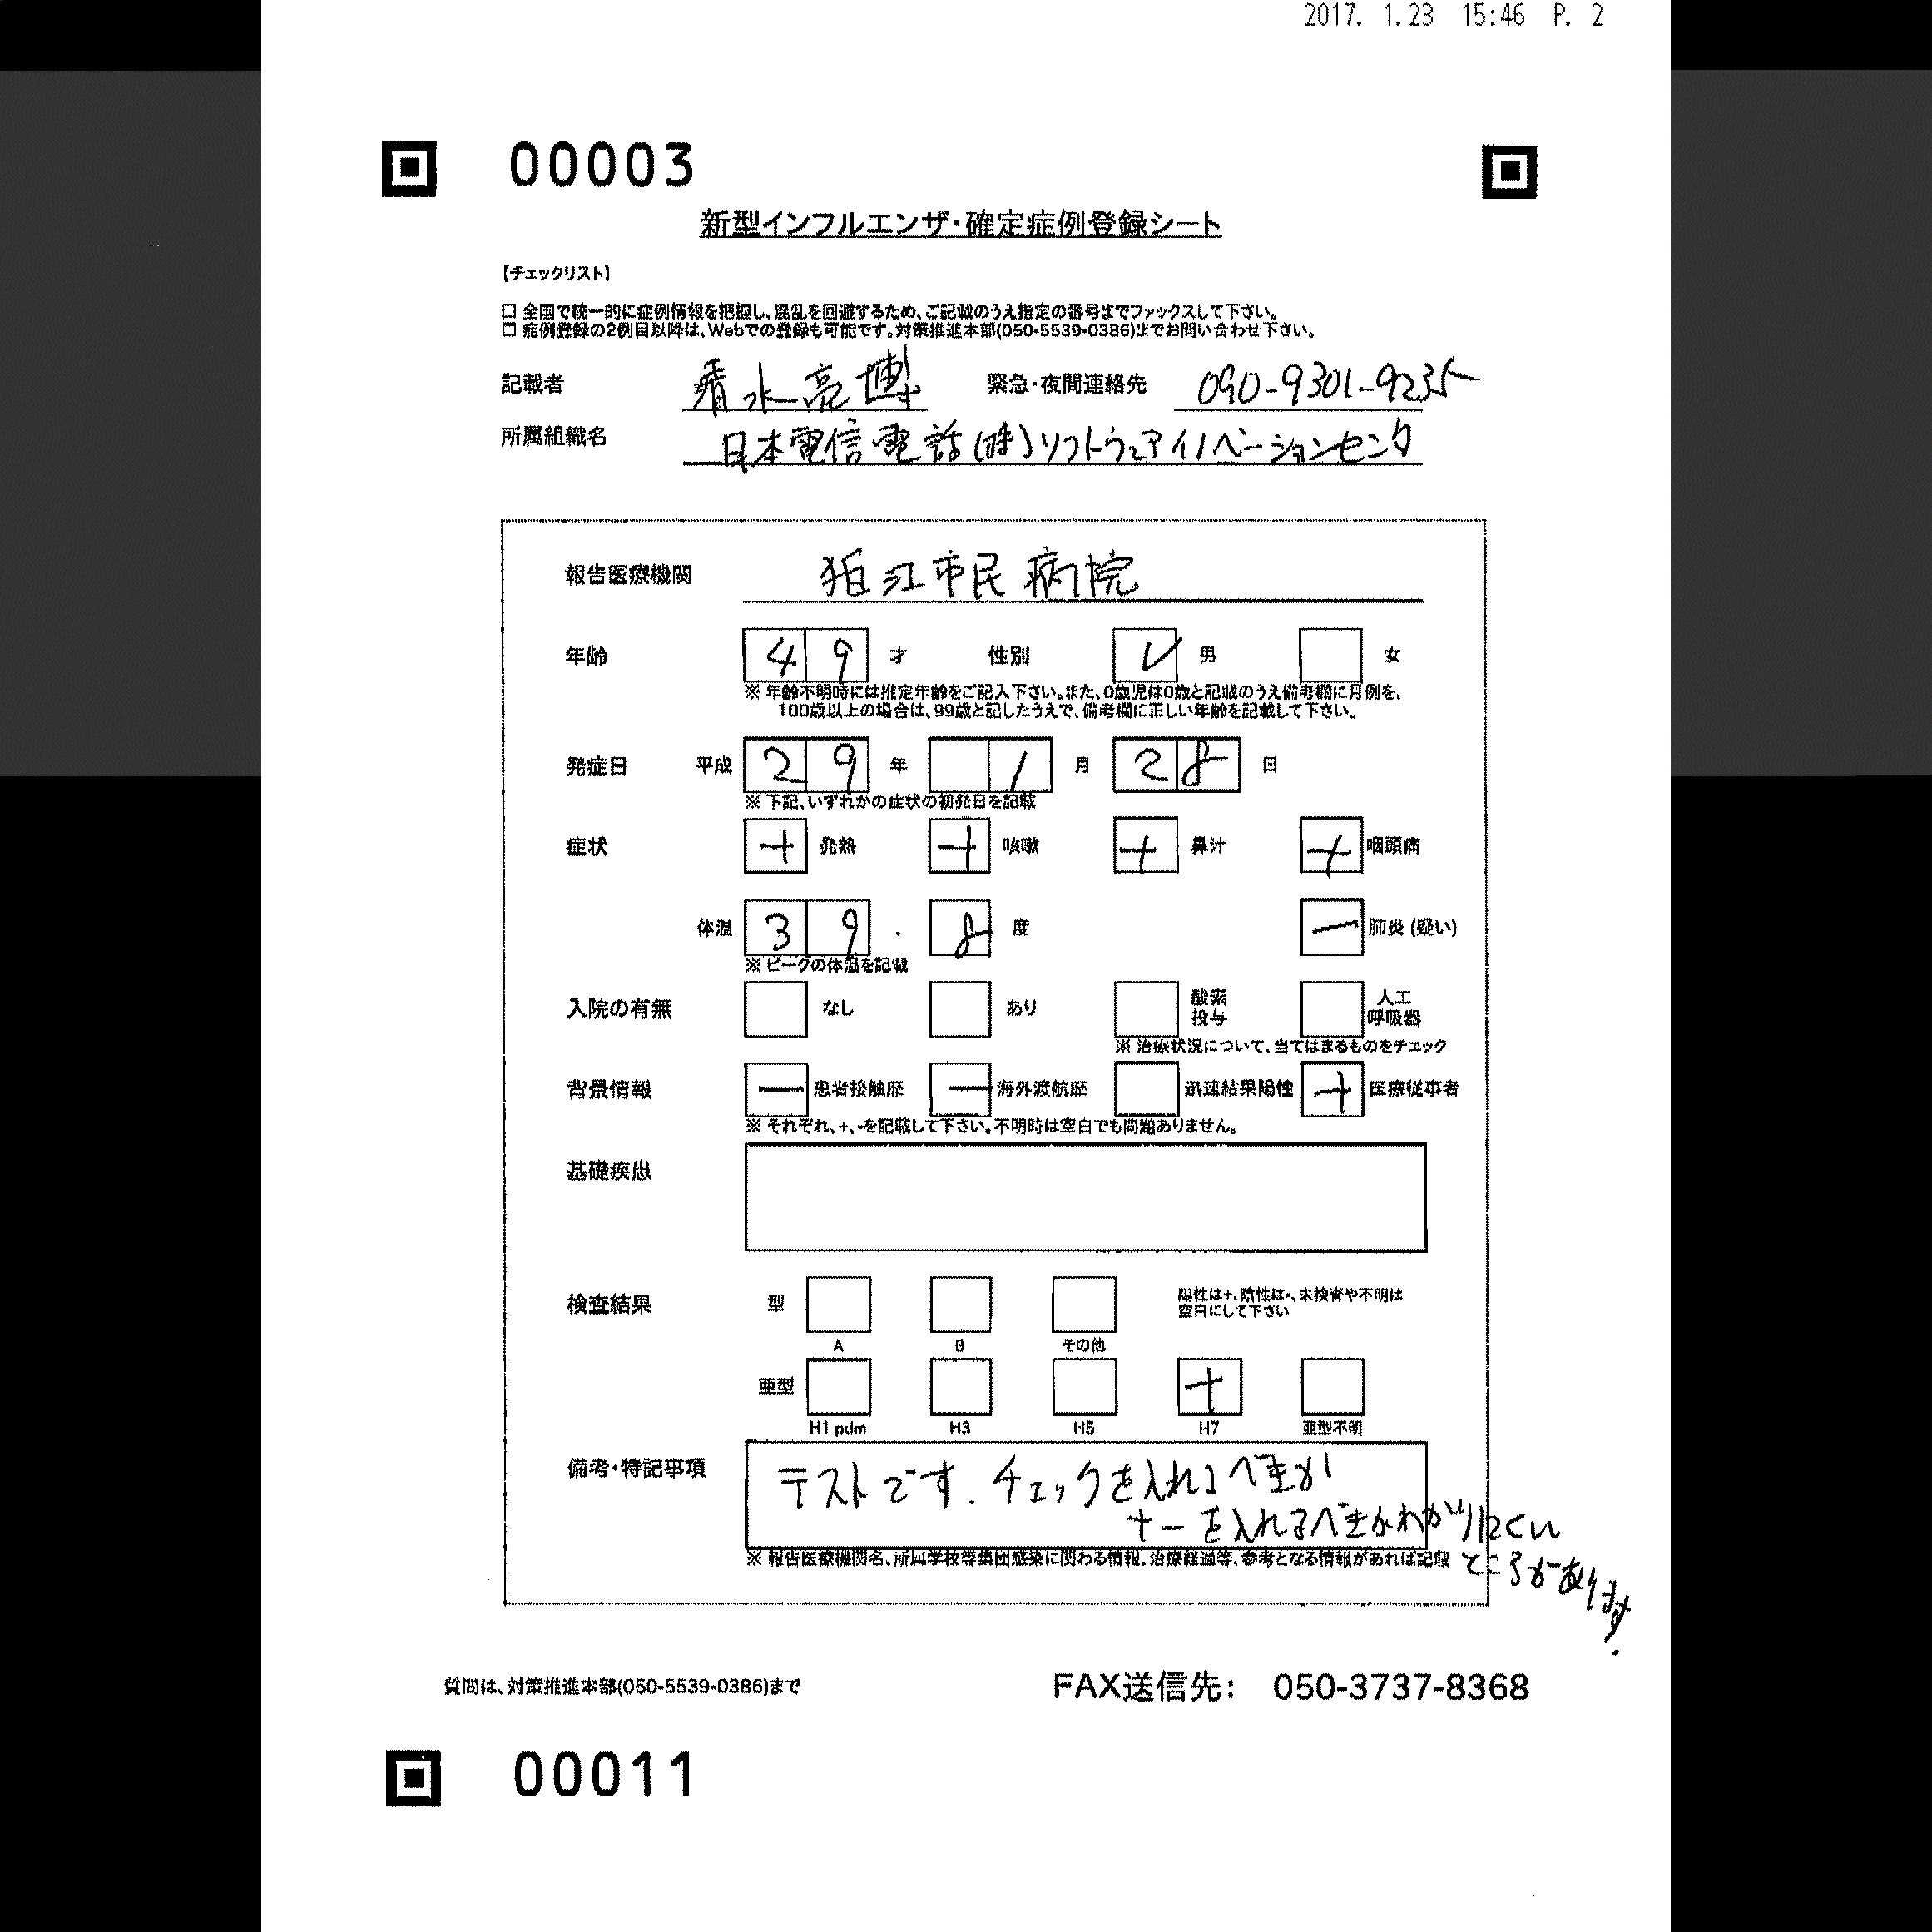 2017. 1.23 15:46 P. 2
00003
新型インフルエンザ・確定症例登録シート
【チェックリスト】
□ 全国で統一的に症例情報を把握し、混乱を回避するため、ご記載のうえ指定の番号までファックスして下さい。
□ 症例登録の2例目以降は、Webでの登録も可能です。対策推進本部(050-5539-0386)までお問い合わせ下さい。
記載者 清水亮博 緊急・夜間連絡先 090-9301-9235
所属組織名 日本電信電話(株)ソフトウェアイノベーションセンタ
報告医療機関 狛江市民病院
年齢 49 才 性別 ✓ 男 女
※ 年齢不明時には推定年齢をご記入下さい。また、0歳児は0歳と記載のうえ備考欄に月例を、
100歳以上の場合は、99歳と記したうえで、備考欄に正しい年齢を記載して下さい。
発症日 平成 29 年 1 月 28 日
※ 下記、いずれかの症状の初発日を記載
症状 + 発熱 + 咳嗽 + 鼻汁 + 咽頭痛
体温 39 . 8 度 － 肺炎 (疑い)
※ ピークの体温を記載
入院の有無 なし あり 酸素投与 人工呼吸器
※ 治療状況について、当てはまるものをチェック
背景情報 － 患者接触歴 － 海外渡航歴 迅速結果陽性 + 医療従事者
※ それぞれ、+、-を記載して下さい。不明時は空白でも問題ありません。
基礎疾患
検査結果 型 A B その他 陽性は+、陰性は-、未検査や不明は
空白にして下さい
亜型 H1 pdm H3 H5 + H7 亜型不明
備考・特記事項 テストです. チェックを入れるべきか
+－を入れるべきかわかりにくい
ところがあります.
※ 報告医療機関名、所属学校等集団感染に関わる情報、治療経過等、参考となる情報があれば記載
質問は、対策推進本部(050-5539-0386)まで FAX送信先: 050-3737-8368
00011